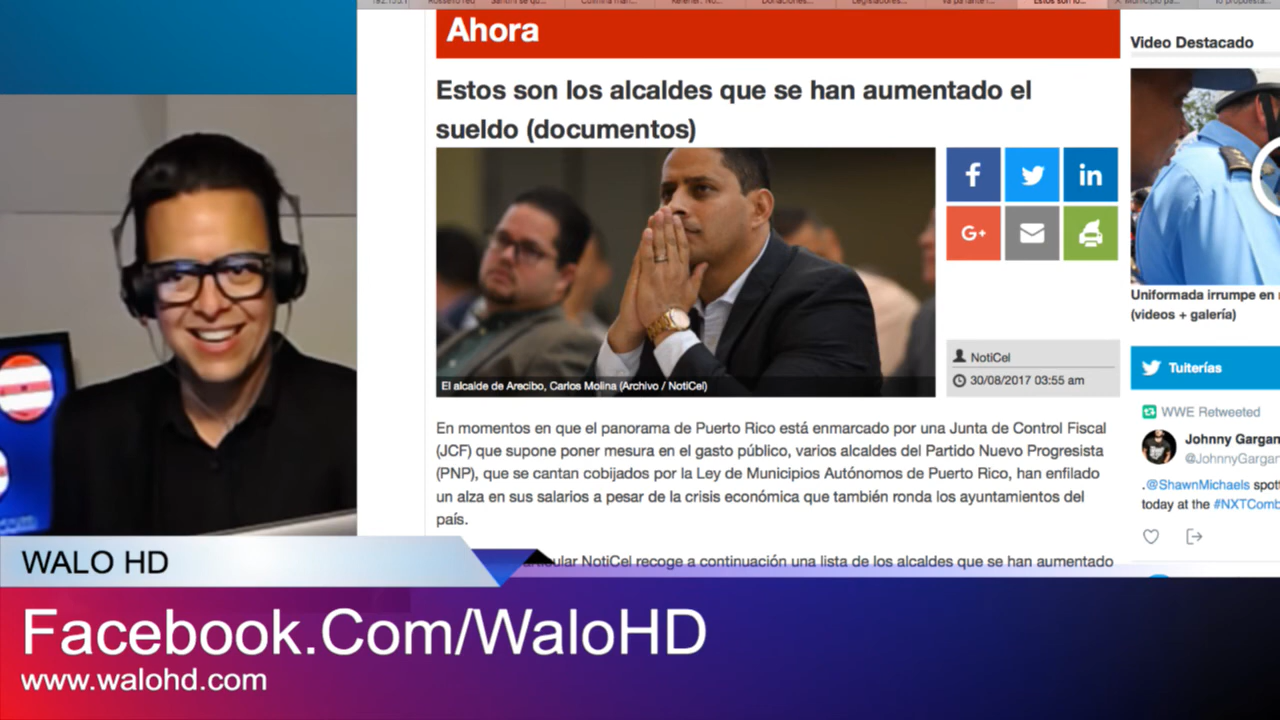 Ahora
Video Destacado
Estos son los alcaldes que se han aumentado el
sueldo (documentos)
El alcalde de Arecibo, Carlos Molina (Archivo / NotiCel)
NotiCel
30/08/2017 03:55 am
Uniformada irrumpe en
(videos + galería)
Tuiterías
WWE Retweeted
Johnny Gargan
@JohnnyGargan
.@ShawnMichaels spot
today at the #NXTComb
En momentos en que el panorama de Puerto Rico está enmarcado por una Junta de Control Fiscal
(JCF) que supone poner mesura en el gasto público, varios alcaldes del Partido Nuevo Progresista
(PNP), que se cantan cobijados por la Ley de Municipios Autónomos de Puerto Rico, han enfilado
un alza en sus salarios a pesar de la crisis económica que también ronda los ayuntamientos del
país.
NotiCel recoge a continuación una lista de los alcaldes que se han aumentado
WALO HD
Facebook.Com/WaloHD
www.walohd.com